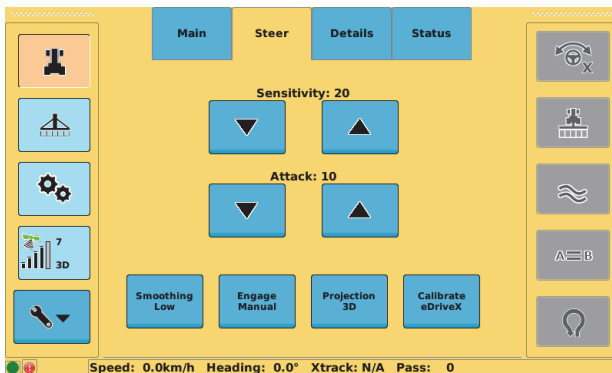 Main Steer Details Status
Sensitivity: 20
Attack: 10
7
3D
Smoothing
Low
Engage
Manual
Projection
3D
Calibrate
eDriveX
X
A=B
Speed: 0.0km/h Heading: 0.0° Xtrack: N/A Pass: 0